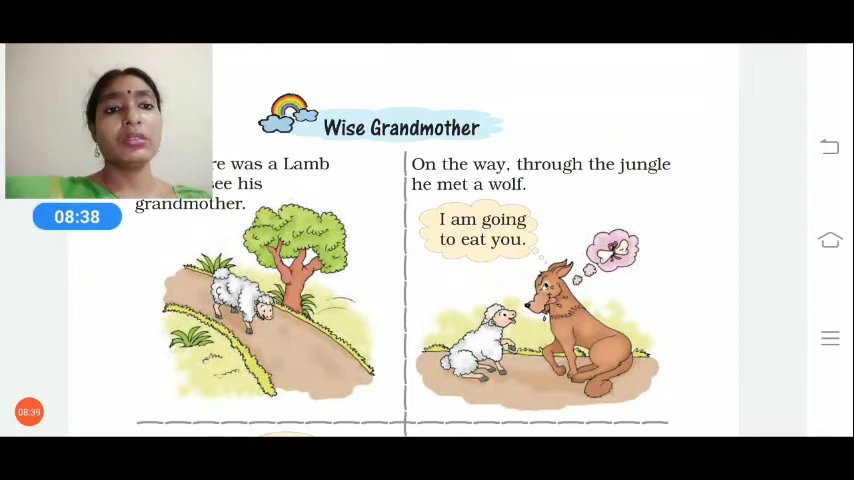 Wise Grandmother
re was a Lamb
see his
grandmother.
On the way, through the jungle
he met a wolf.
I am going
to eat you.
08:38
08:39